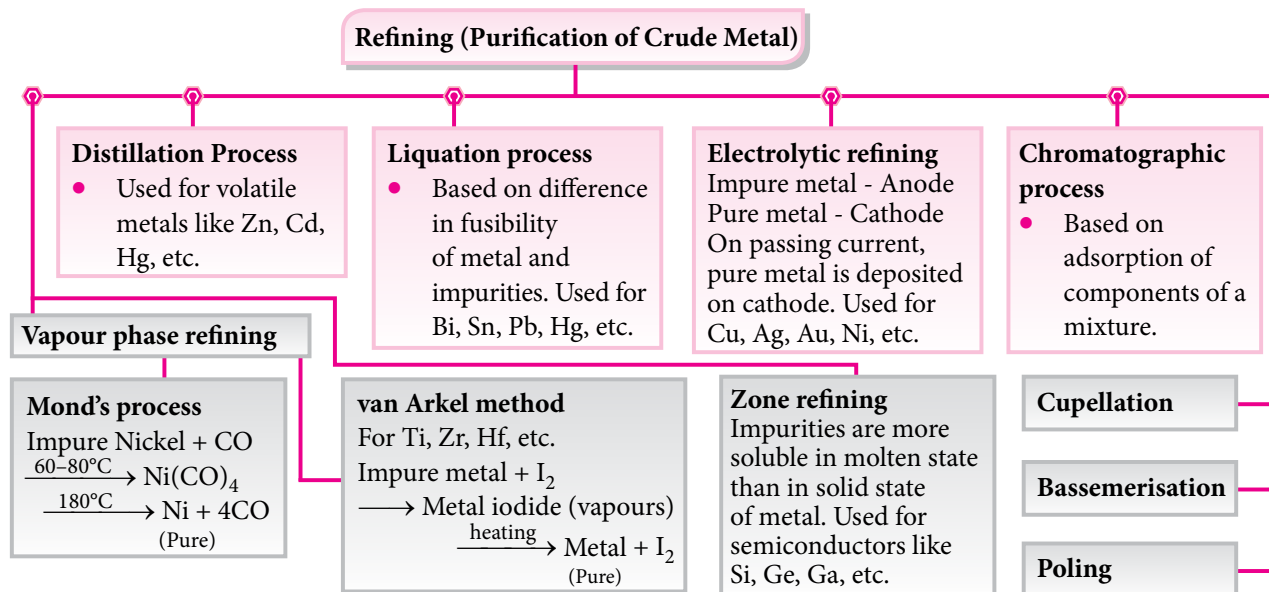 Refining (Purification of Crude Metal)
Distillation Process
• Used for volatile
metals like Zn, Cd,
Hg, etc.
Liquation process
• Based on difference
in fusibility
of metal and
impurities. Used for
Bi, Sn, Pb, Hg, etc.
Electrolytic refining
Impure metal - Anode
Pure metal - Cathode
On passing current,
pure metal is deposited
on cathode. Used for
Cu, Ag, Au, Ni, etc.
Chromatographic
process
• Based on
adsorption of
components of a
mixture.
Vapour phase refining
Mond's process
Impure Nickel + CO
60–80°C
⟶ Ni(CO)₄
180°C
⟶ Ni + 4CO
(Pure)
van Arkel method
For Ti, Zr, Hf, etc.
Impure metal + I₂
⟶ Metal iodide (vapours)
heating
⟶ Metal + I₂
(Pure)
Zone refining
Impurities are more
soluble in molten state
than in solid state
of metal. Used for
semiconductors like
Si, Ge, Ga, etc.
Cupellation
Bassemerisation
Poling